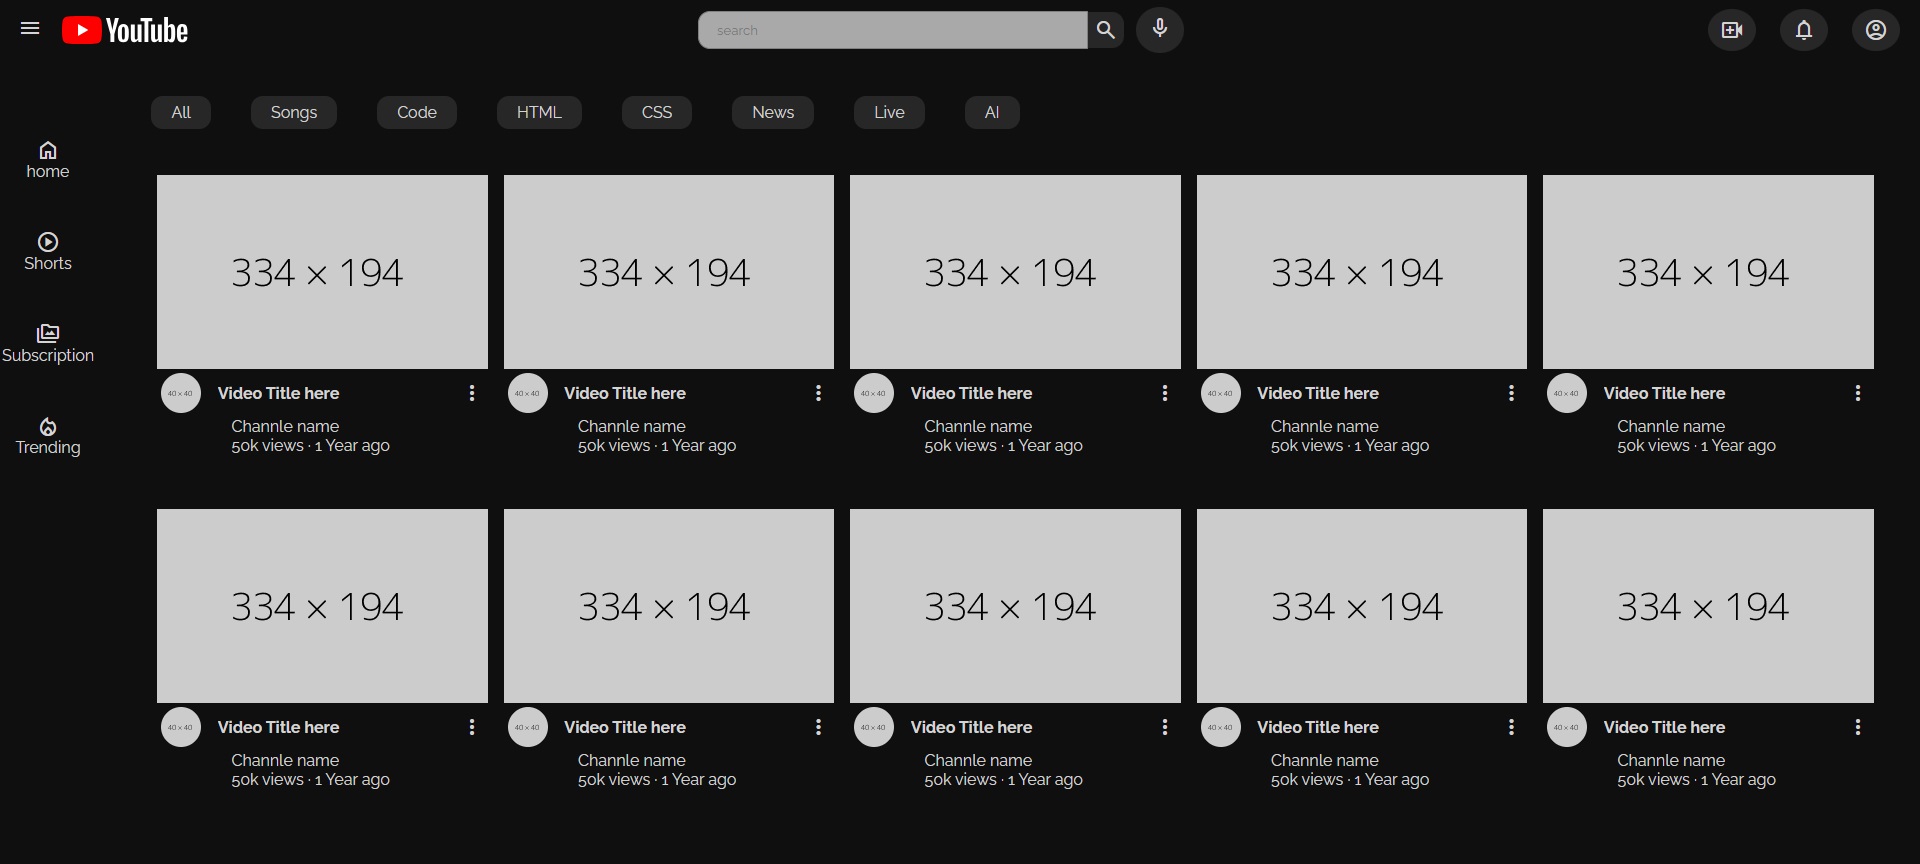 YouTube
search
All Songs Code HTML CSS News Live AI
home
Shorts
Subscription
Trending
334 × 194 334 × 194 334 × 194 334 × 194 334 × 194
40 × 40 Video Title here 40 × 40 Video Title here 40 × 40 Video Title here 40 × 40 Video Title here 40 × 40 Video Title here
Channle name Channle name Channle name Channle name Channle name
50k views · 1 Year ago 50k views · 1 Year ago 50k views · 1 Year ago 50k views · 1 Year ago 50k views · 1 Year ago
334 × 194 334 × 194 334 × 194 334 × 194 334 × 194
40 × 40 Video Title here 40 × 40 Video Title here 40 × 40 Video Title here 40 × 40 Video Title here 40 × 40 Video Title here
Channle name Channle name Channle name Channle name Channle name
50k views · 1 Year ago 50k views · 1 Year ago 50k views · 1 Year ago 50k views · 1 Year ago 50k views · 1 Year ago